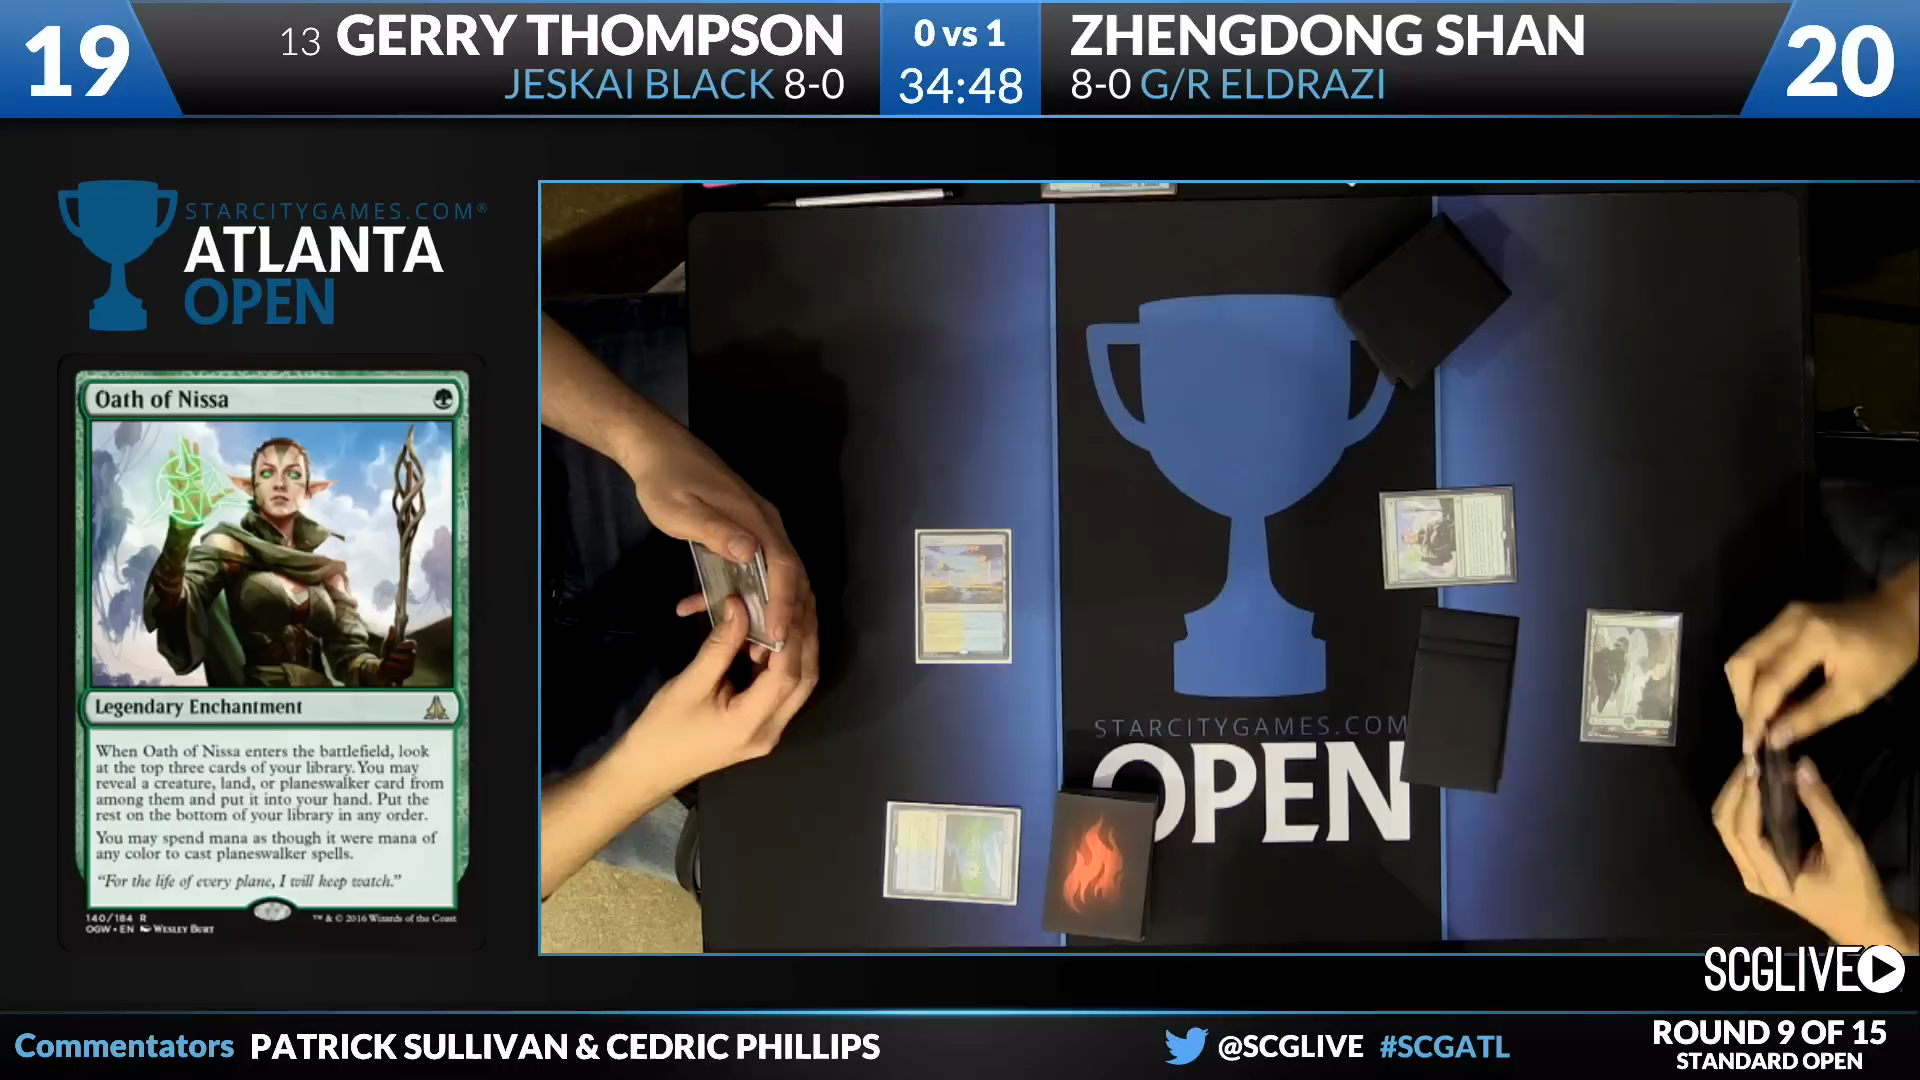 19
13 GERRY THOMPSON
JESKAI BLACK 8-0
0 vs 1
34:48
ZHENGDONG SHAN
8-0 G/R ELDRAZI
20
STARCITYGAMES.COM®
ATLANTA
OPEN
Oath of Nissa
Legendary Enchantment
When Oath of Nissa enters the battlefield, look
at the top three cards of your library. You may
reveal a creature, land, or planeswalker card from
among them and put it into your hand. Put the
rest on the bottom of your library in any order.
You may spend mana as though it were mana of
any color to cast planeswalker spells.
“For the life of every plane, I will keep watch.”
140/184 R
OGW • EN WESLEY BURT
™ & © 2016 Wizards of the Coast
STARCITYGAMES.COM
OPEN
SCGLIVE
Commentators PATRICK SULLIVAN & CEDRIC PHILLIPS
@SCGLIVE #SCGATL
ROUND 9 OF 15
STANDARD OPEN